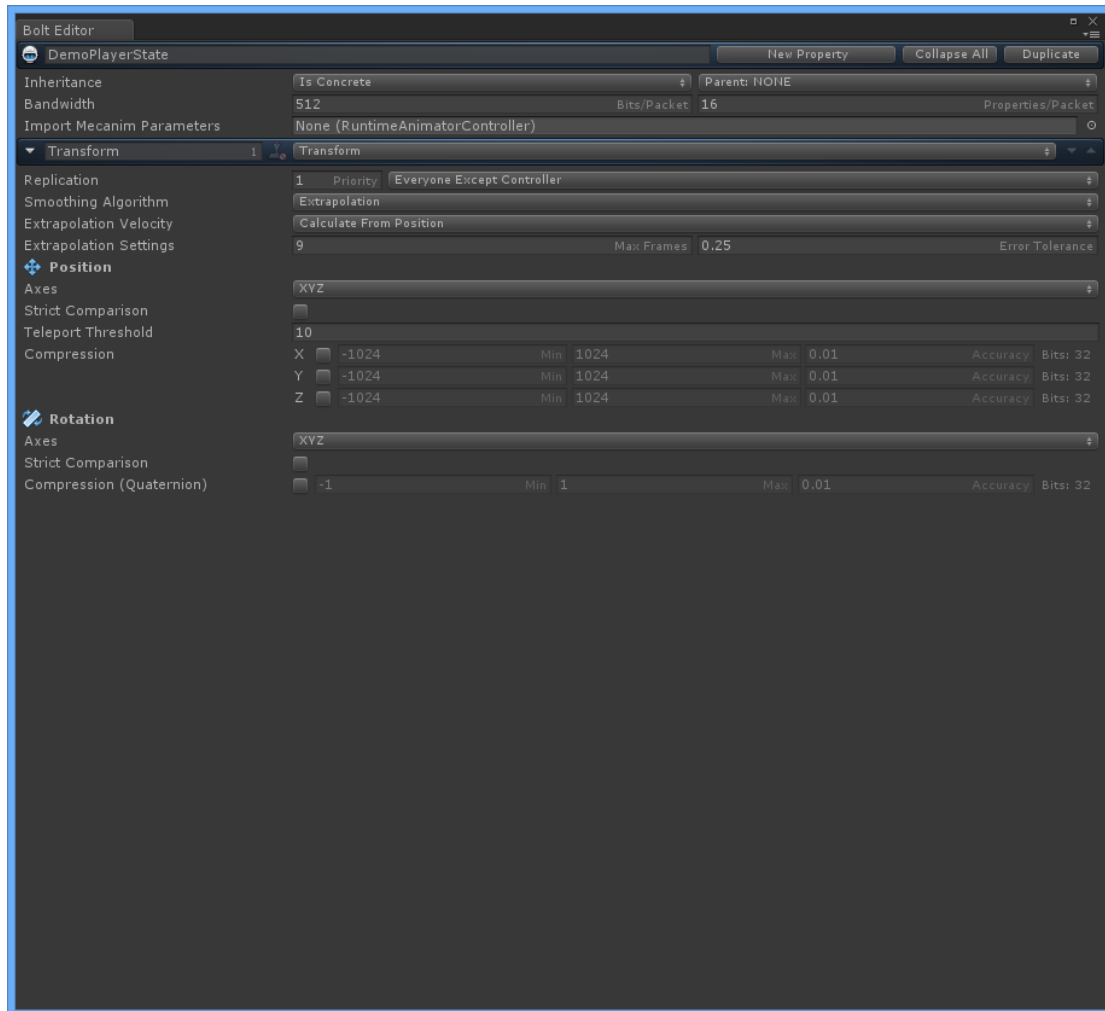 Bolt Editor
DemoPlayerState New Property Collapse All Duplicate
Inheritance Is Concrete Parent: NONE
Bandwidth 512 Bits/Packet 16 Properties/Packet
Import Mecanim Parameters None (RuntimeAnimatorController)
Transform 1 Transform
Replication 1 Priority Everyone Except Controller
Smoothing Algorithm Extrapolation
Extrapolation Velocity Calculate From Position
Extrapolation Settings 9 Max Frames 0.25 Error Tolerance
Position
Axes XYZ
Strict Comparison
Teleport Threshold 10
Compression X -1024 Min 1024 Max 0.01 Accuracy Bits: 32
Y -1024 Min 1024 Max 0.01 Accuracy Bits: 32
Z -1024 Min 1024 Max 0.01 Accuracy Bits: 32
Rotation
Axes XYZ
Strict Comparison
Compression (Quaternion) -1 Min 1 Max 0.01 Accuracy Bits: 32